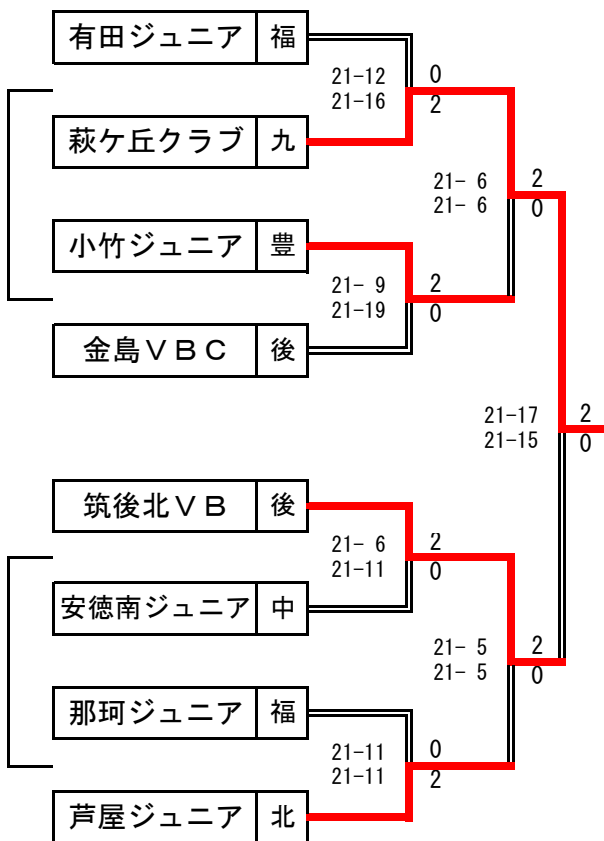 有田ジュニア 福
21-12 0
21-16 2
萩ケ丘クラブ 九
21- 6 2
21- 6 0
小竹ジュニア 豊
21- 9 2
21-19 0
金島ＶＢＣ 後
21-17 2
21-15 0
筑後北ＶＢ 後
21- 6 2
21-11 0
安徳南ジュニア 中
21- 5 2
21- 5 0
那珂ジュニア 福
21-11 0
21-11 2
芦屋ジュニア 北